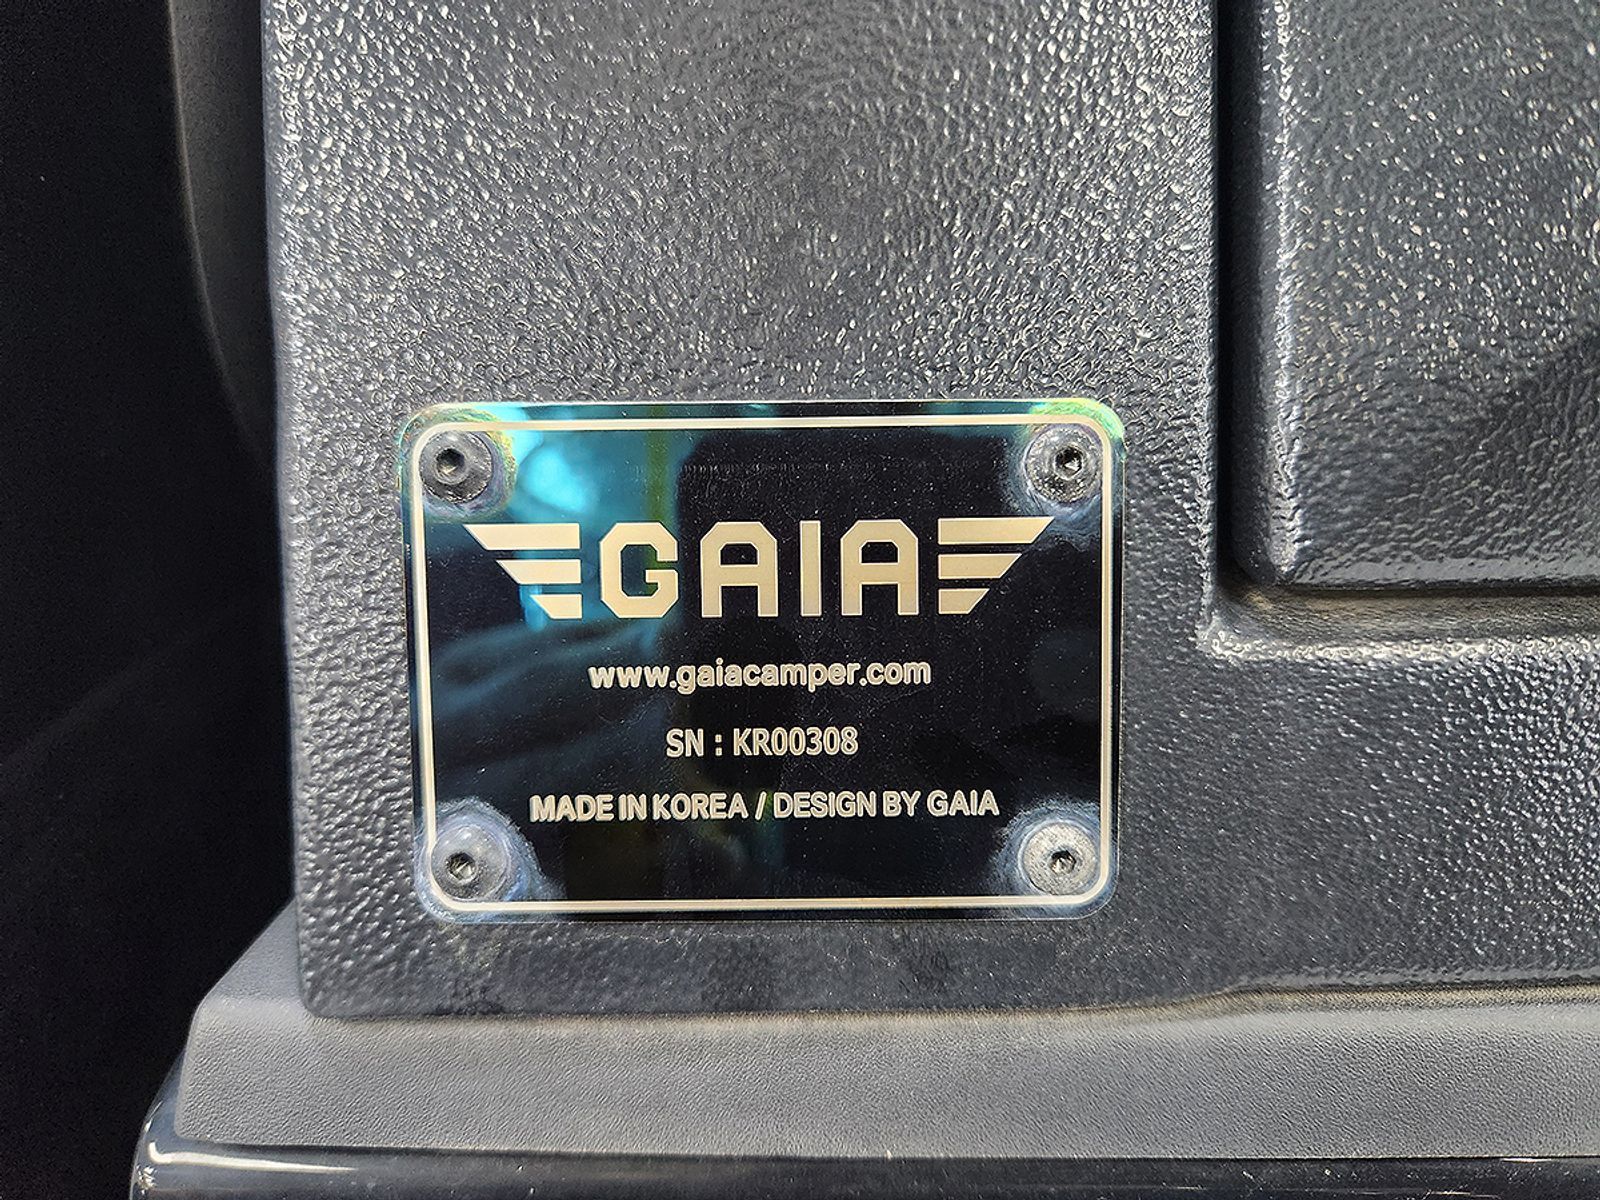 GAIA
www.gaiacamper.com
SN : KR00308
MADE IN KOREA / DESIGN BY GAIA